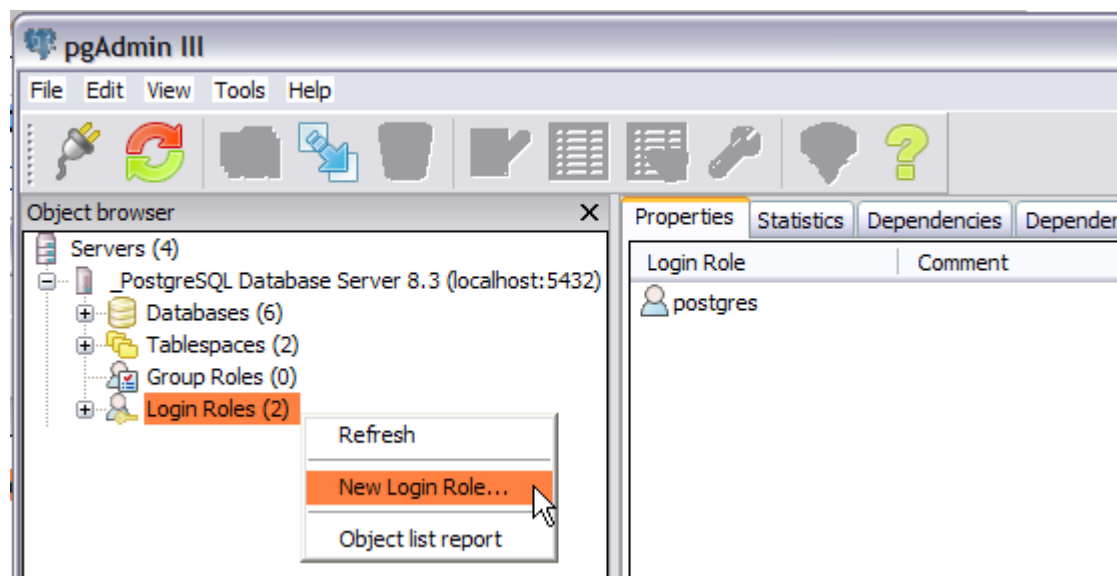 pgAdmin III
File Edit View Tools Help
Object browser
Servers (4)
_PostgreSQL Database Server 8.3 (localhost:5432)
Databases (6)
Tablespaces (2)
Group Roles (0)
Login Roles (2)
Refresh
New Login Role...
Object list report
Properties Statistics Dependencies Depender
Login Role Comment
postgres